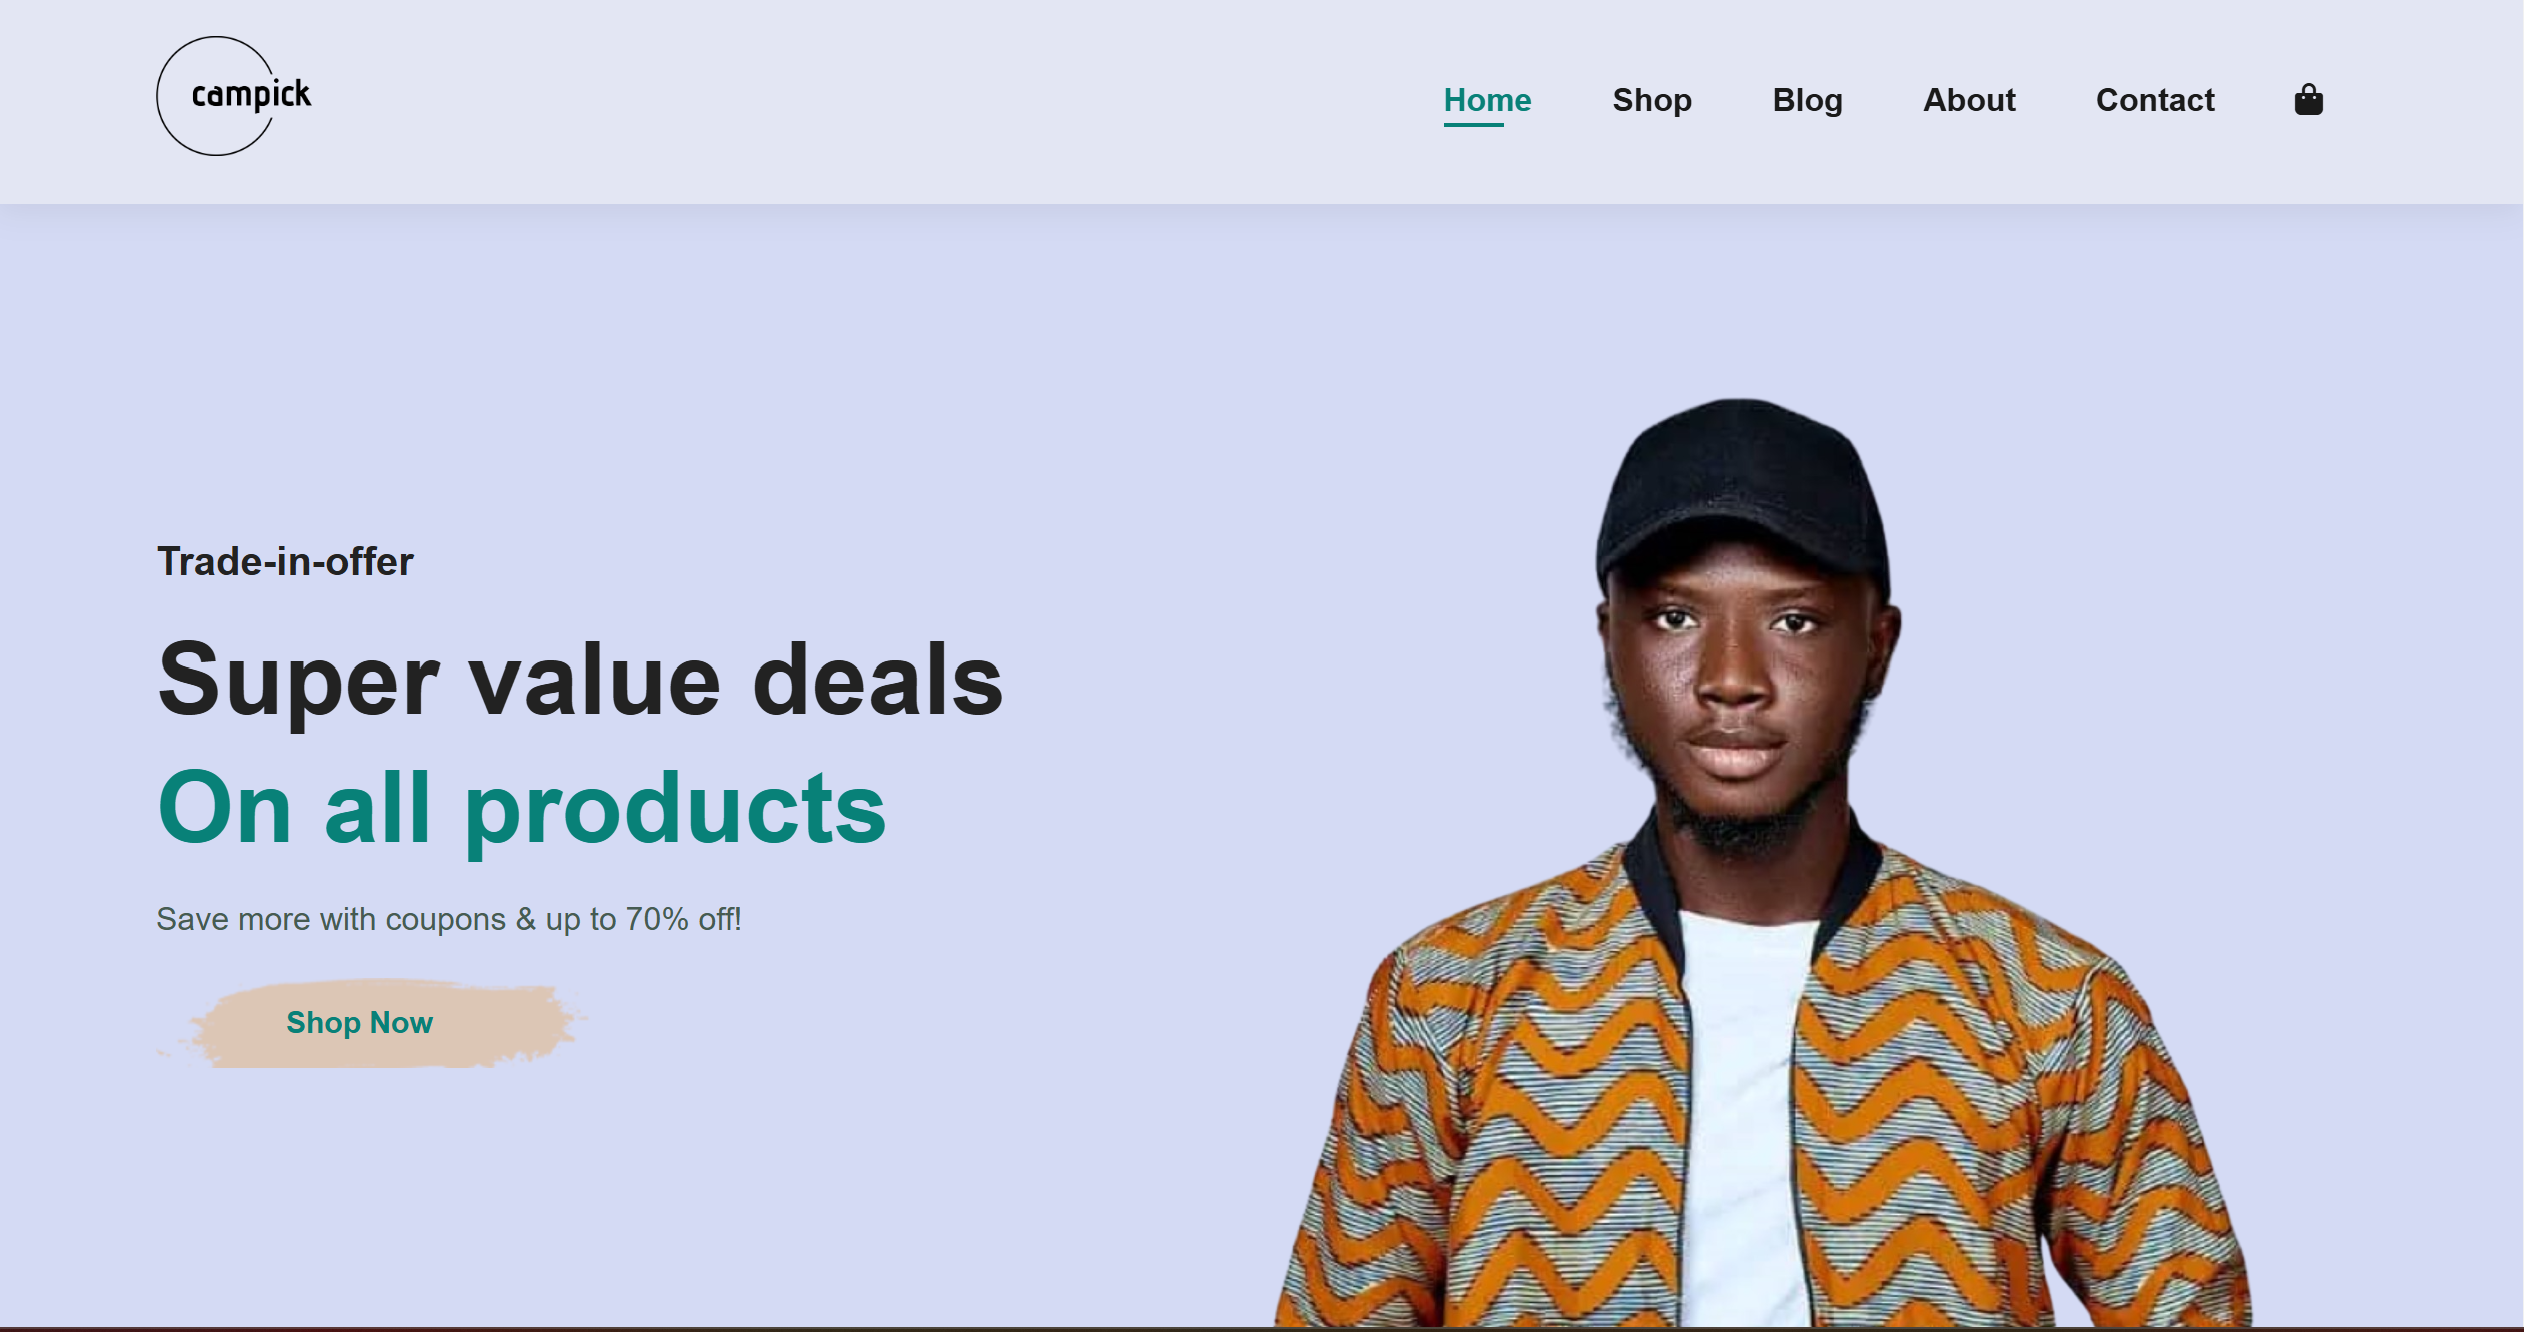 campick
Home Shop Blog About Contact
Trade-in-offer
Super value deals
On all products
Save more with coupons & up to 70% off!
Shop Now